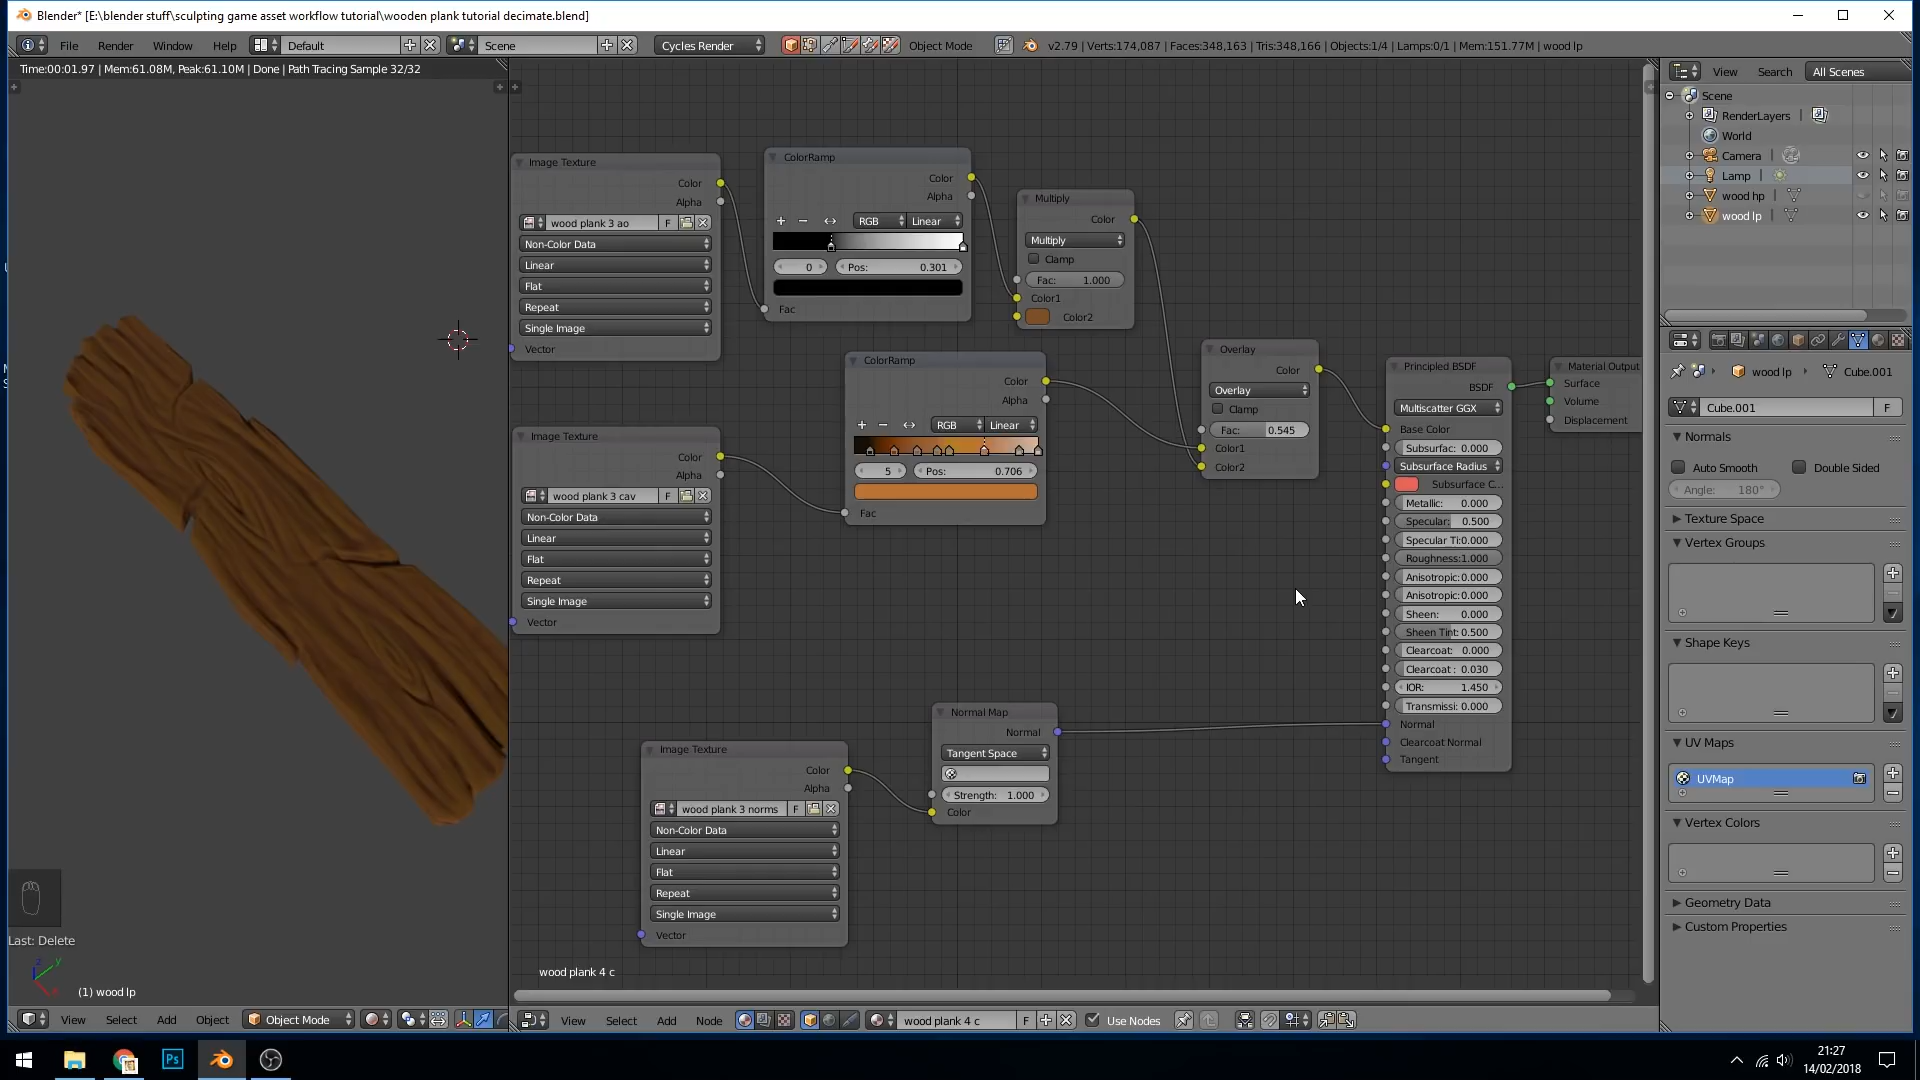 Blender* [E:\blender stuff\sculpting game asset workflow tutorial\wooden plank tutorial decimate.blend]
File Render Window Help Default Scene Cycles Render Object Mode v2.79 | Verts:174,087 | Faces:348,163 | Tris:348,166 | Objects:1/4 | Lamps:0/1 | Mem:151.77M | wood lp
Time:00:01.97 | Mem:61.08M, Peak:61.10M | Done | Path Tracing Sample 32/32
Last: Delete
(1) wood lp
View Select Add Object Object Mode
Image Texture
Color
Alpha
wood plank 3 ao F
Non-Color Data
Linear
Flat
Repeat
Single Image
Vector
ColorRamp
Color
Alpha
RGB Linear
0 Pos: 0.301
Fac
Multiply
Color
Multiply
Clamp
Fac: 1.000
Color1
Color2
Image Texture
Color
Alpha
wood plank 3 cav F
Non-Color Data
Linear
Flat
Repeat
Single Image
Vector
ColorRamp
Color
Alpha
RGB Linear
5 Pos: 0.706
Fac
Overlay
Color
Overlay
Clamp
Fac: 0.545
Color1
Color2
Principled BSDF
BSDF
Multiscatter GGX
Base Color
Subsurfac: 0.000
Subsurface Radius
Subsurface C...
Metallic: 0.000
Specular: 0.500
Specular Ti:0.000
Roughness:1.000
Anisotropic:0.000
Anisotropic:0.000
Sheen: 0.000
Sheen Tint:0.500
Clearcoat: 0.000
Clearcoat : 0.030
IOR: 1.450
Transmissi: 0.000
Normal
Clearcoat Normal
Tangent
Material Output
Surface
Volume
Displacement
Image Texture
Color
Alpha
wood plank 3 norms F
Non-Color Data
Linear
Flat
Repeat
Single Image
Vector
Normal Map
Normal
Tangent Space
Strength: 1.000
Color
wood plank 4 c
View Select Add Node wood plank 4 c F Use Nodes
View Search All Scenes
Scene
RenderLayers |
World
Camera |
Lamp |
wood hp |
wood lp |
wood lp Cube.001
Cube.001 F
Normals
Auto Smooth Double Sided
Angle: 180°
Texture Space
Vertex Groups
Shape Keys
UV Maps
UVMap
Vertex Colors
Geometry Data
Custom Properties
Ps
21:27
14/02/2018